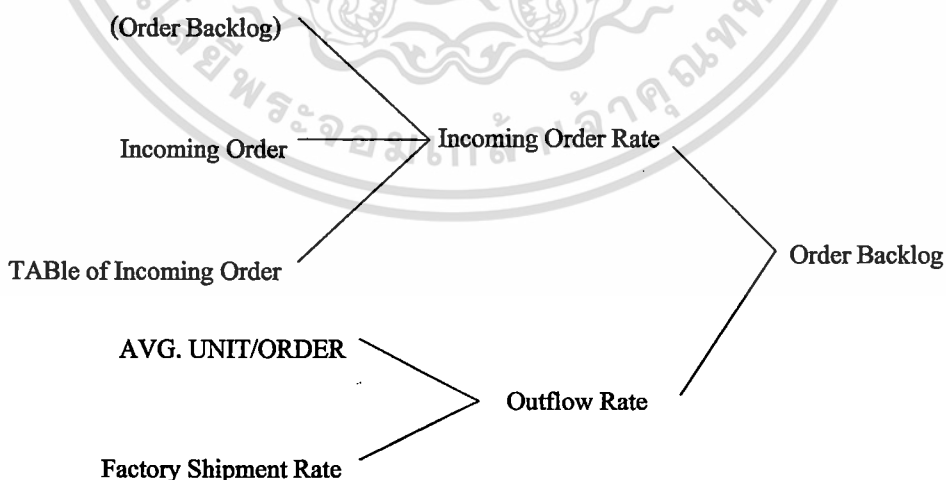 (Order Backlog)
Incoming Order
Incoming Order Rate
TABle of Incoming Order
Order Backlog
AVG. UNIT/ORDER
Outflow Rate
Factory Shipment Rate